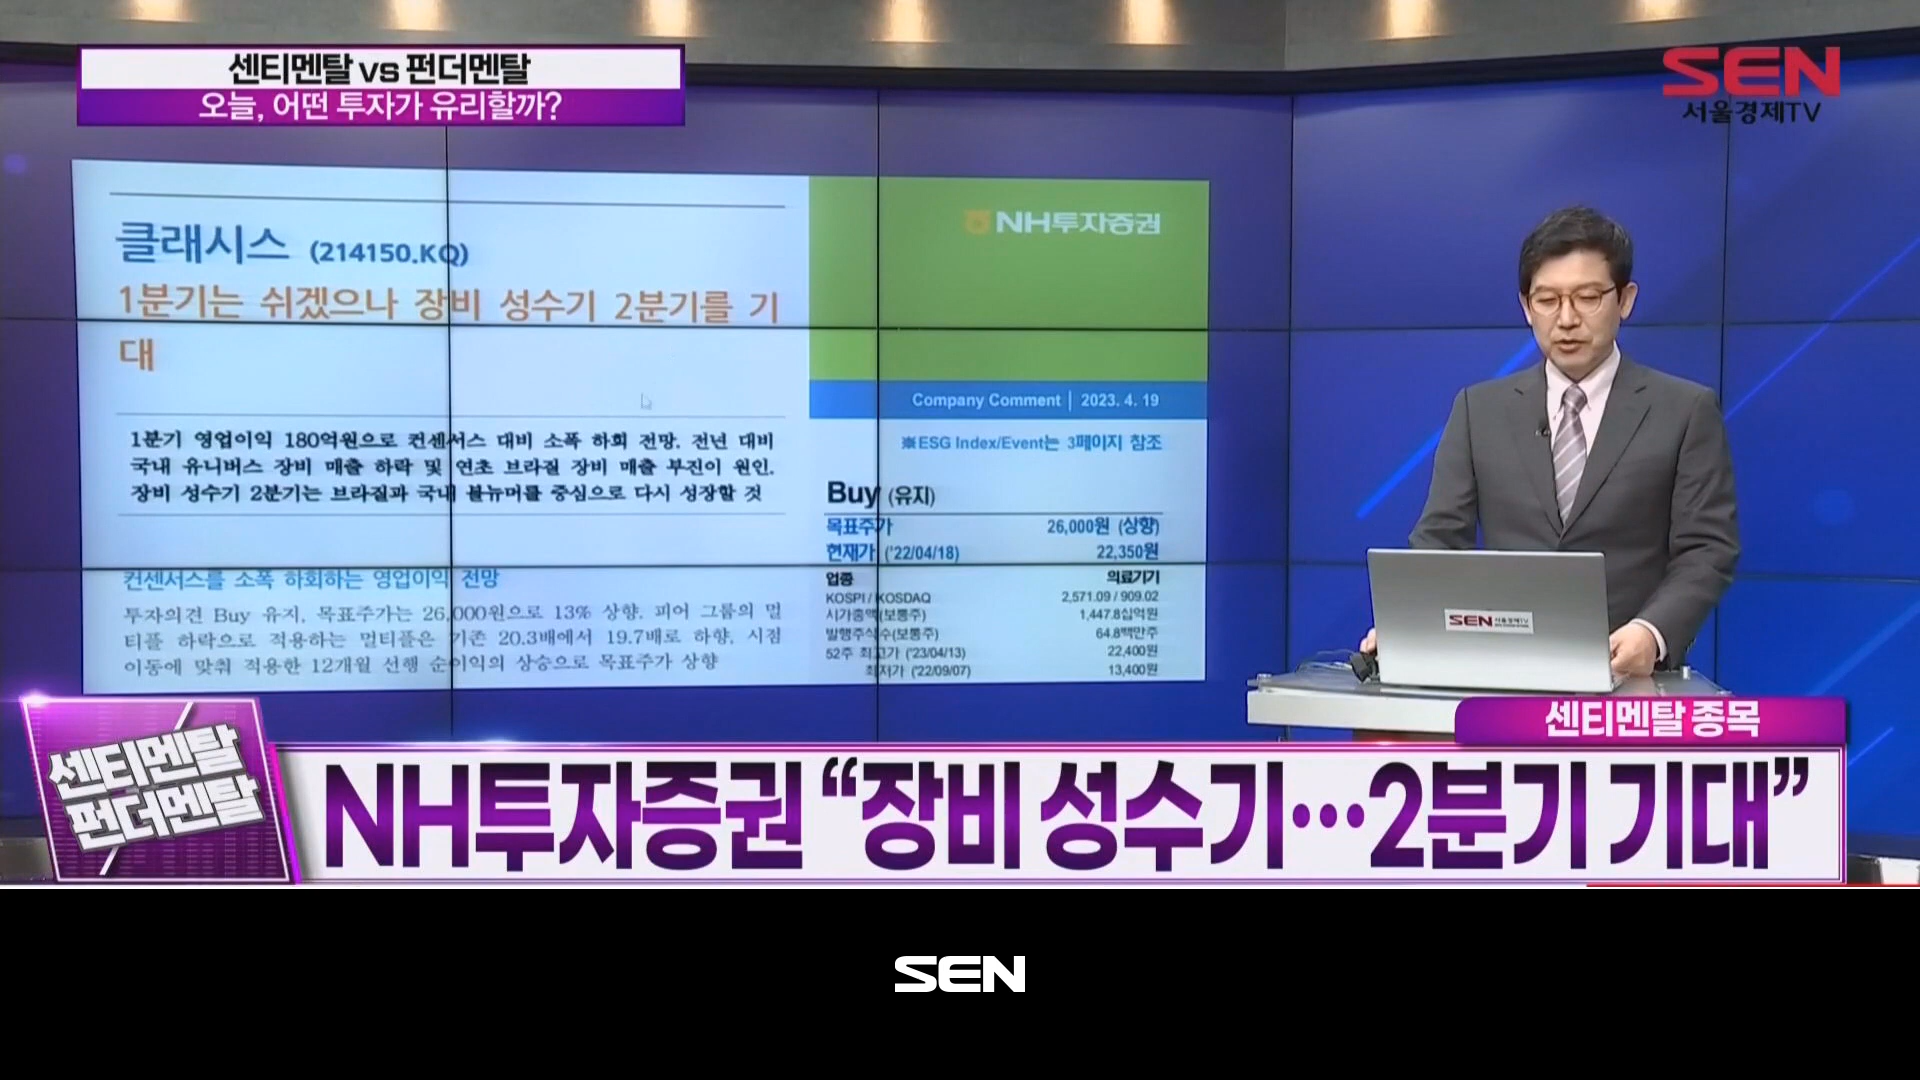 센티멘탈 vs 펀더멘탈
오늘, 어떤 투자가 유리할까?
SEN
서울경제TV
클래시스 (214150.KQ)
1분기는 쉬겠으나 장비 성수기 2분기를 기
대
1분기 영업이익 180억원으로 컨센서스 대비 소폭 하회 전망. 전년 대비
국내 유니버스 장비 매출 하락 및 연초 브라질 장비 매출 부진이 원인.
장비 성수기 2분기는 브라질과 국내 볼뉴머를 중심으로 다시 성장할 것
컨센서스를 소폭 하회하는 영업이익 전망
투자의견 Buy 유지, 목표주가는 26,000원으로 13% 상향. 피어 그룹의 멀
티플 하락으로 적용하는 멀티플은 기존 20.3배에서 19.7배로 하향, 시점
이동에 맞춰 적용한 12개월 선행 순이익의 상승으로 목표주가 상향
NH투자증권
Company Comment | 2023. 4. 19
※ESG Index/Event는 3페이지 참조
Buy (유지)
목표주가 26,000원 (상향)
현재가 ('22/04/18) 22,350원
업종 의료기기
KOSPI / KOSDAQ 2,571.09 / 909.02
시가총액(보통주) 1,447.8십억원
발행주식수(보통주) 64.8백만주
52주 최고가 ('23/04/13) 22,400원
최저가 ('22/09/07) 13,400원
SEN 서울경제TV
센티멘탈 종목
센티멘탈
펀더멘탈
NH투자증권 “장비 성수기…2분기 기대”
SEN